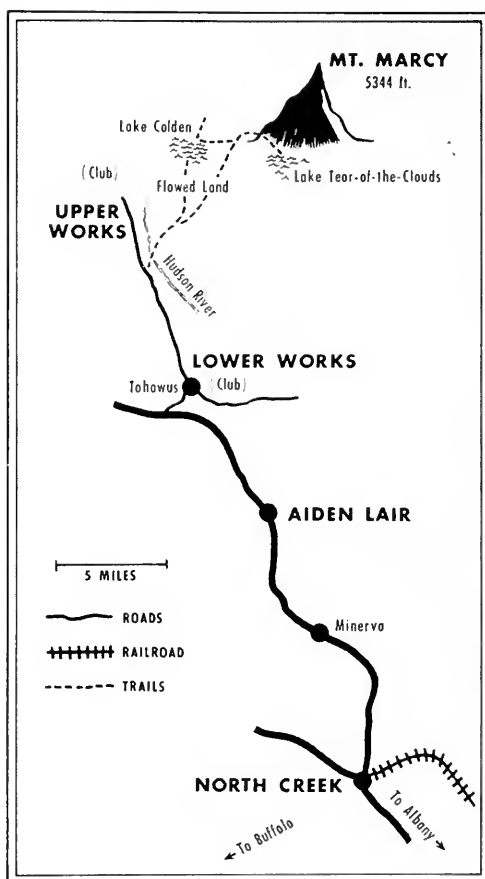 MT. MARCY
5344 ft.
Lake Colden
Lake Tear-of-the-Clouds
Flowed Land
(Club)
UPPER
WORKS
Hudson River
LOWER WORKS
Tahawus
(Club)
AIDEN LAIR
5 MILES
Minerva
ROADS
RAILROAD
TRAILS
NORTH CREEK
To Albany
To Buffalo